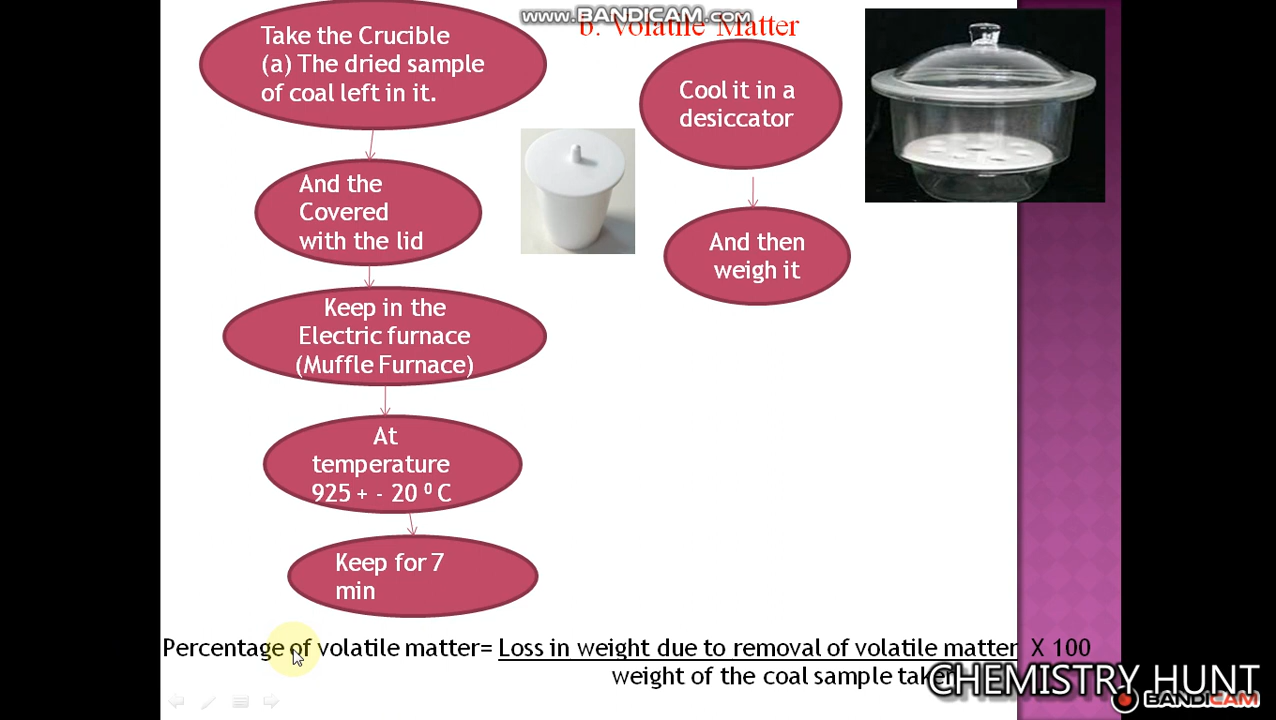 www.BANDICAM.com
b. Volatile Matter
Take the Crucible
(a) The dried sample
of coal left in it.
And the
Covered
with the lid
Keep in the
Electric furnace
(Muffle Furnace)
At
temperature
925 + - 20 ⁰ C
Keep for 7
min
Cool it in a
desiccator
And then
weigh it
Percentage of volatile matter= Loss in weight due to removal of volatile matter X 100
weight of the coal sample taken
CHEMISTRY HUNT
BANDICAM